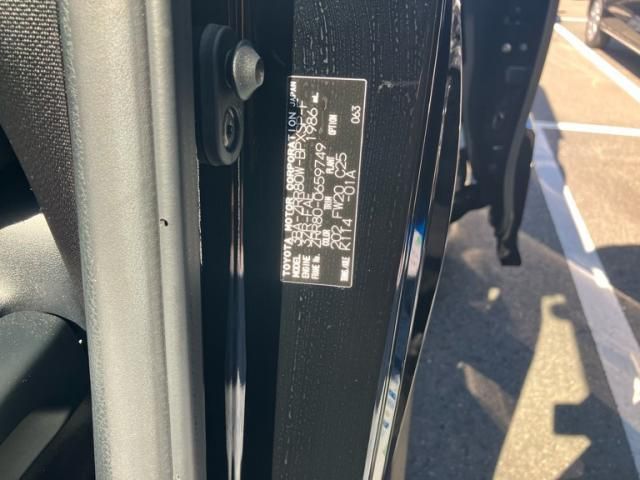 TOYOTA MOTOR CORPORATION JAPAN
MODEL 3BA-ZRR80W-BPXSP-F
ENGINE 3ZR-FAE 1986 mL
FRAME No. ZRR80-0659749
COLOR TRIM PLANT OPTION
202 FW20 C25 063
TRANS./AXLE K114 -01A